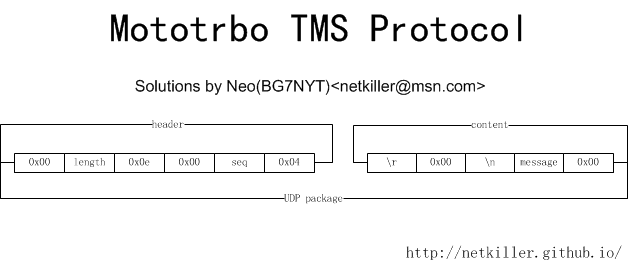 Mototrbo TMS Protocol
Solutions by Neo(BG7NYT)<netkiller@msn.com>
header content
0x00 length 0x0e 0x00 seq 0x04 \r 0x00 \n message 0x00
UDP package
http://netkiller.github.io/